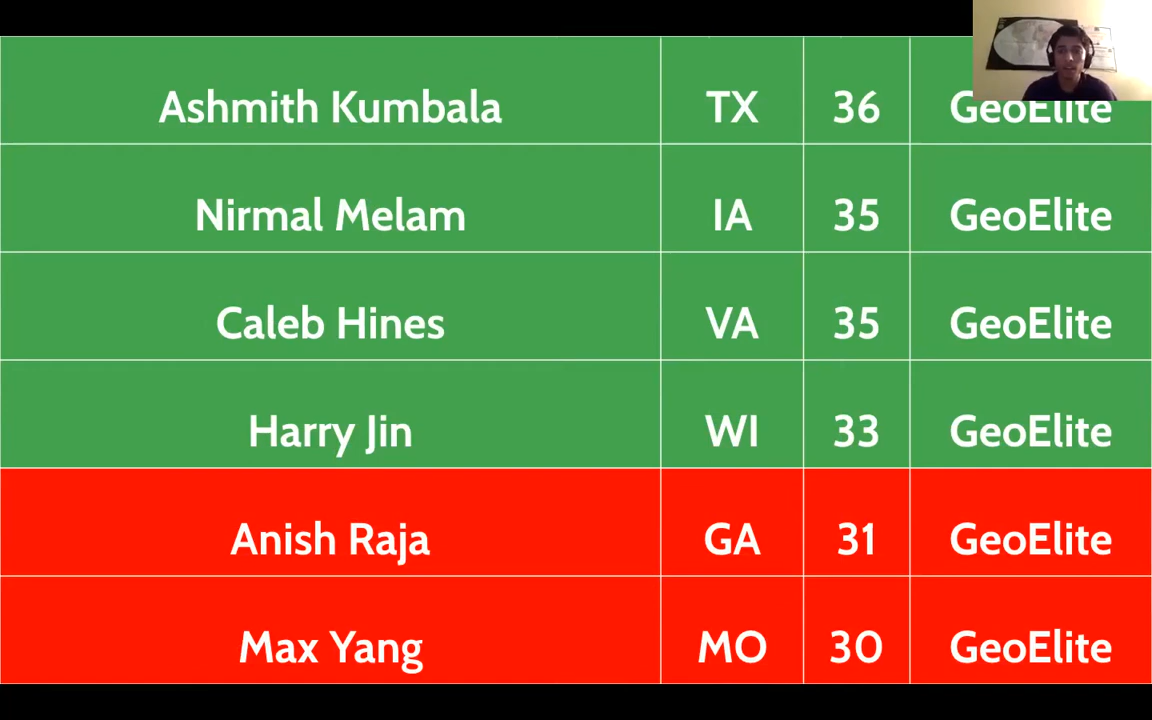 Ashmith Kumbala TX 36 GeoElite
Nirmal Melam IA 35 GeoElite
Caleb Hines VA 35 GeoElite
Harry Jin WI 33 GeoElite
Anish Raja GA 31 GeoElite
Max Yang MO 30 GeoElite